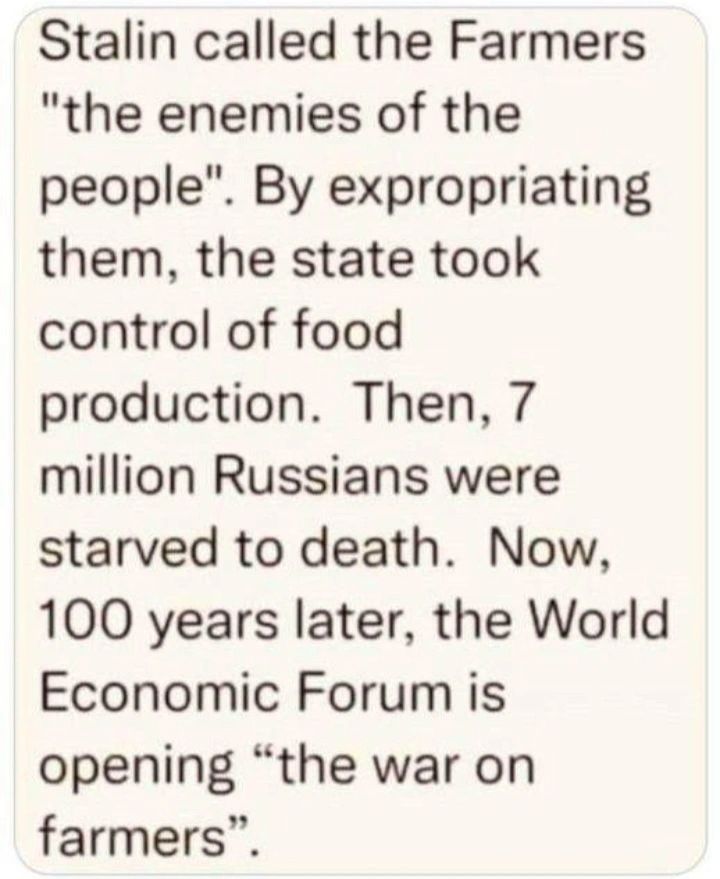 Stalin called the Farmers
"the enemies of the
people". By expropriating
them, the state took
control of food
production.  Then, 7
million Russians were
starved to death.  Now,
100 years later, the World
Economic Forum is
opening “the war on
farmers”.